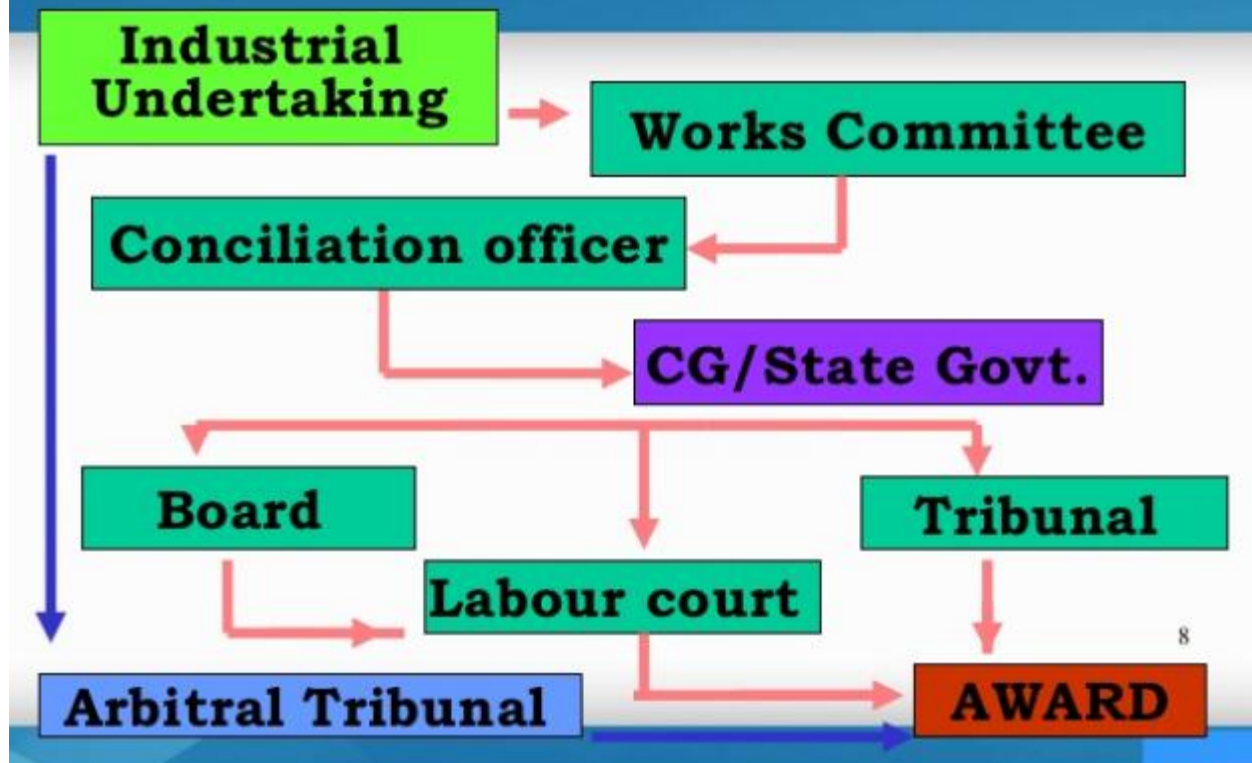 Industrial
Undertaking
Works Committee
Conciliation officer
CG/State Govt.
Board
Tribunal
Labour court
8
Arbitral Tribunal
AWARD